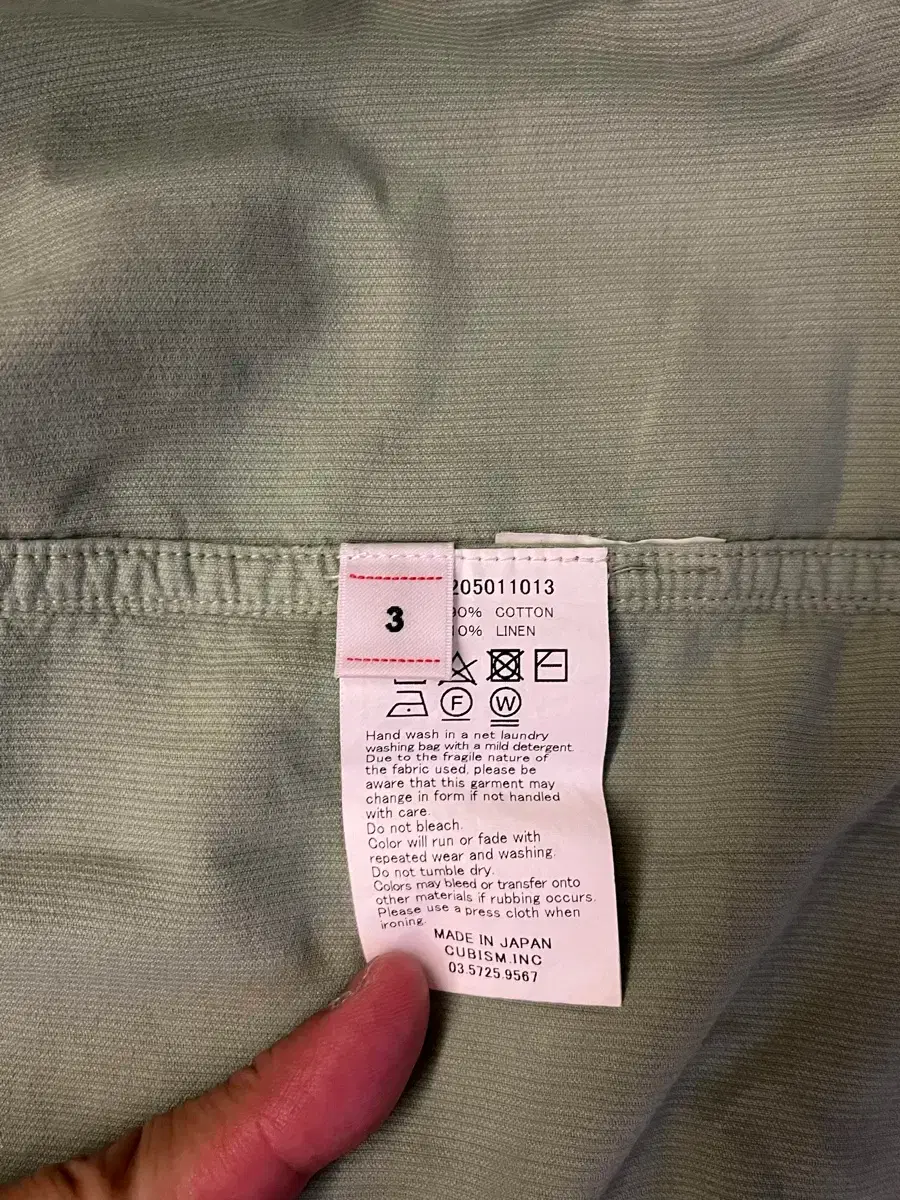 3
205011013
90% COTTON
10% LINEN
F
W
Hand wash in a net laundry
washing bag with a mild detergent.
Due to the fragile nature of
the fabric used, please be
aware that this garment may
change in form if not handled
with care.
Do not bleach.
Color will run or fade with
repeated wear and washing.
Do not tumble dry.
Colors may bleed or transfer onto
other materials if rubbing occurs.
Please use a press cloth when
ironing.
MADE IN JAPAN
CUBISM.INC
03.5725.9567